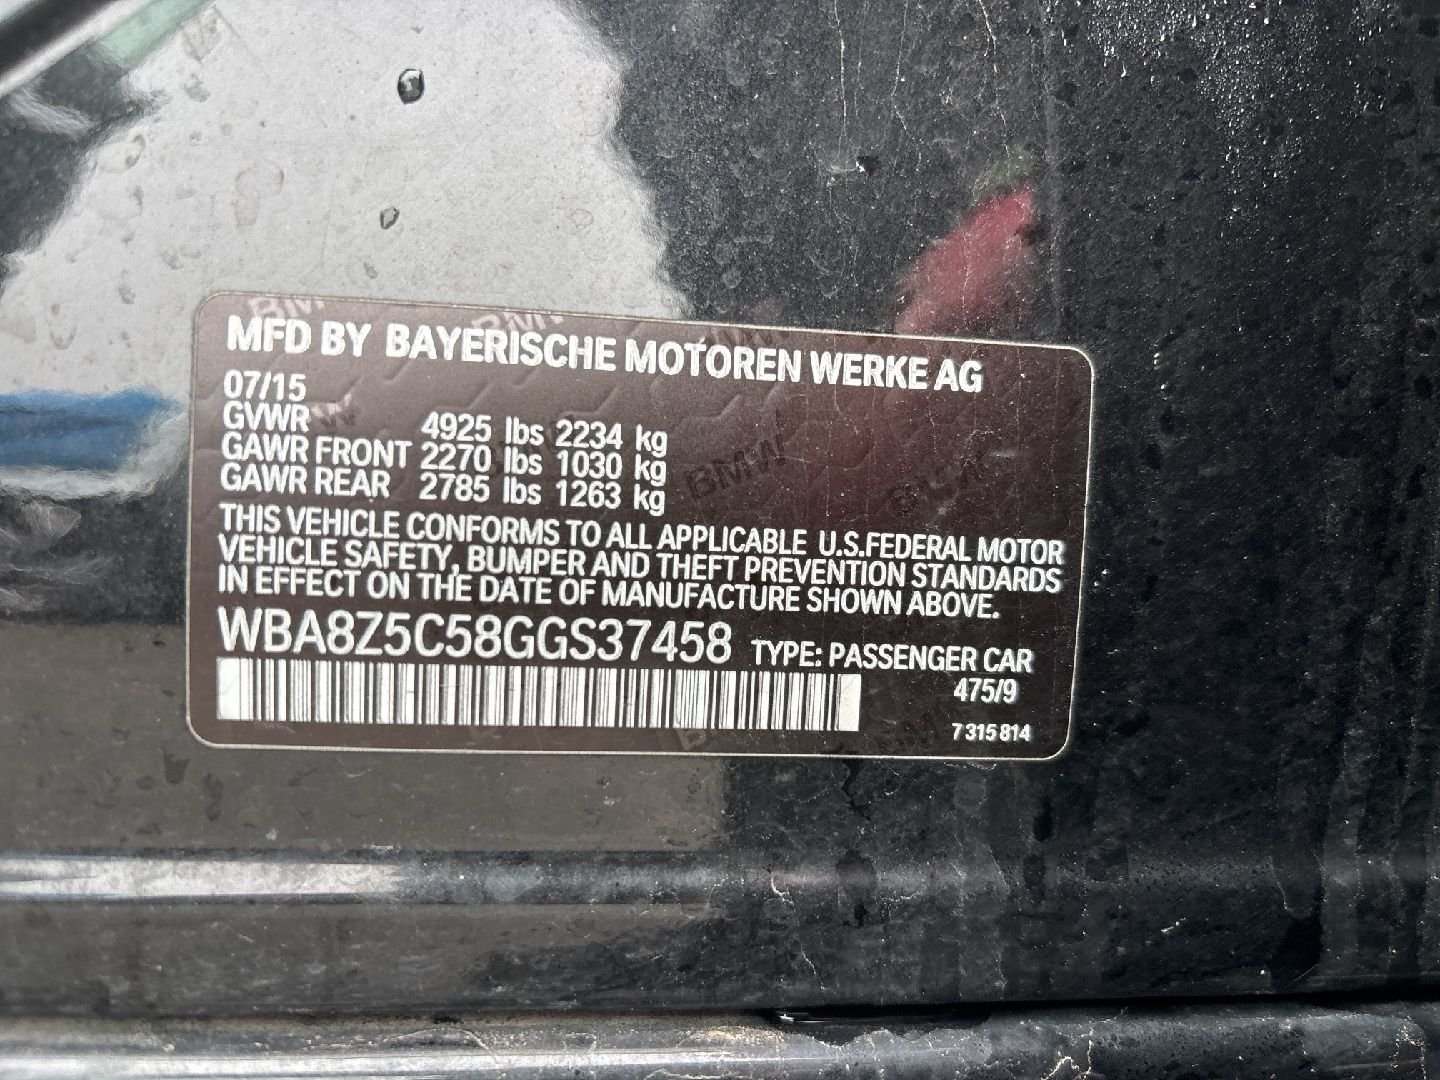 MFD BY BAYERISCHE MOTOREN WERKE AG
07/15
GVWR 4925 lbs 2234 kg
GAWR FRONT 2270 lbs 1030 kg
GAWR REAR 2785 lbs 1263 kg
THIS VEHICLE CONFORMS TO ALL APPLICABLE U.S.FEDERAL MOTOR
VEHICLE SAFETY, BUMPER AND THEFT PREVENTION STANDARDS
IN EFFECT ON THE DATE OF MANUFACTURE SHOWN ABOVE.
WBA8Z5C58GGS37458 TYPE: PASSENGER CAR
475/9
7 315 814